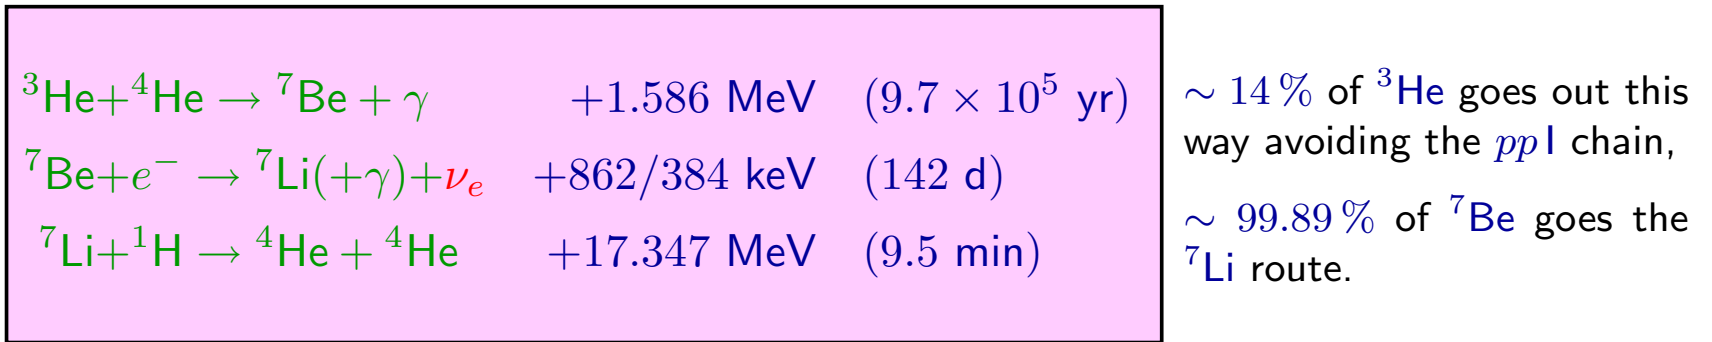 ³He+⁴He → ⁷Be + γ +1.586 MeV (9.7 × 10⁵ yr)
⁷Be+e⁻ → ⁷Li(+γ)+νₑ +862/384 keV (142 d)
⁷Li+¹H → ⁴He + ⁴He +17.347 MeV (9.5 min)
∼ 14 % of ³He goes out this
way avoiding the pp I chain,
∼ 99.89 % of ⁷Be goes the
⁷Li route.